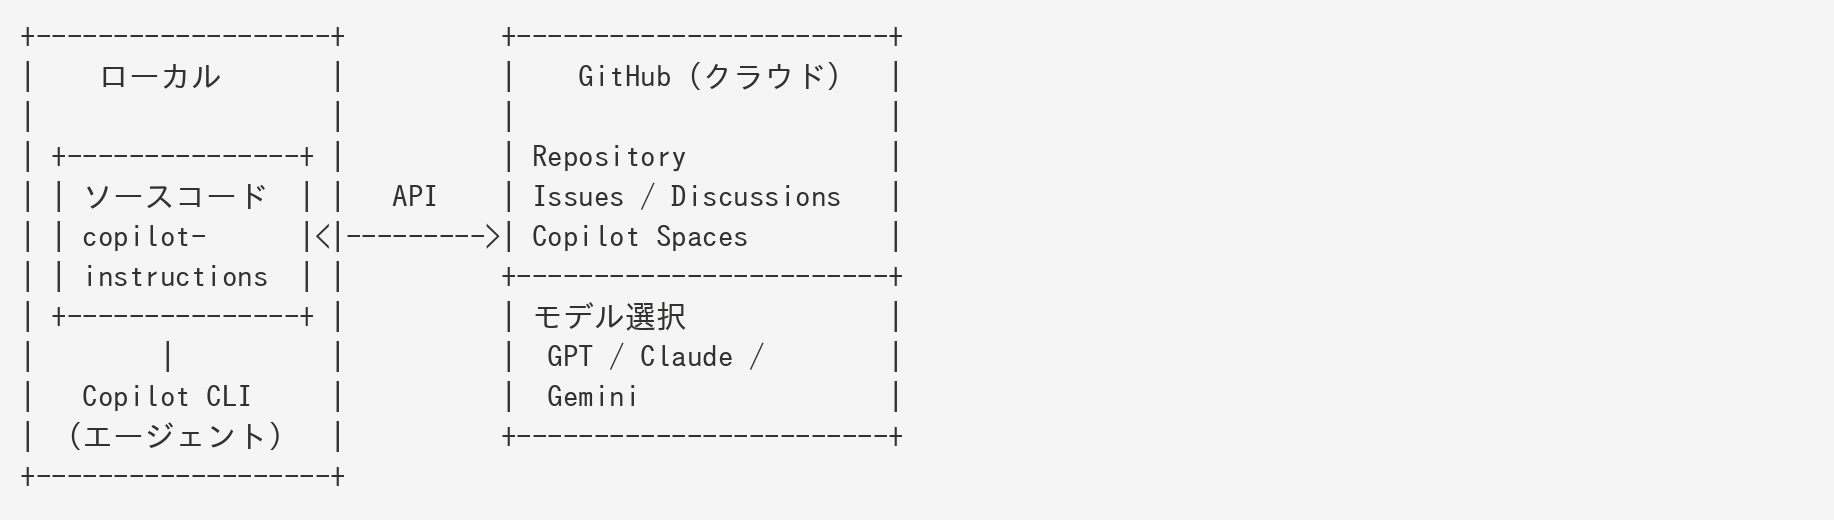 +-------------------+          +------------------------+
|    ローカル       |          |    GitHub（クラウド）  |
|                   |          |                        |
| +---------------+ |          | Repository             |
| | ソースコード  | |   API    | Issues / Discussions   |
| | copilot-      |<|--------->| Copilot Spaces         |
| | instructions  | |          +------------------------+
| +---------------+ |          | モデル選択             |
|        |          |          |  GPT / Claude /        |
|   Copilot CLI     |          |  Gemini                |
| （エージェント）  |          +------------------------+
+-------------------+